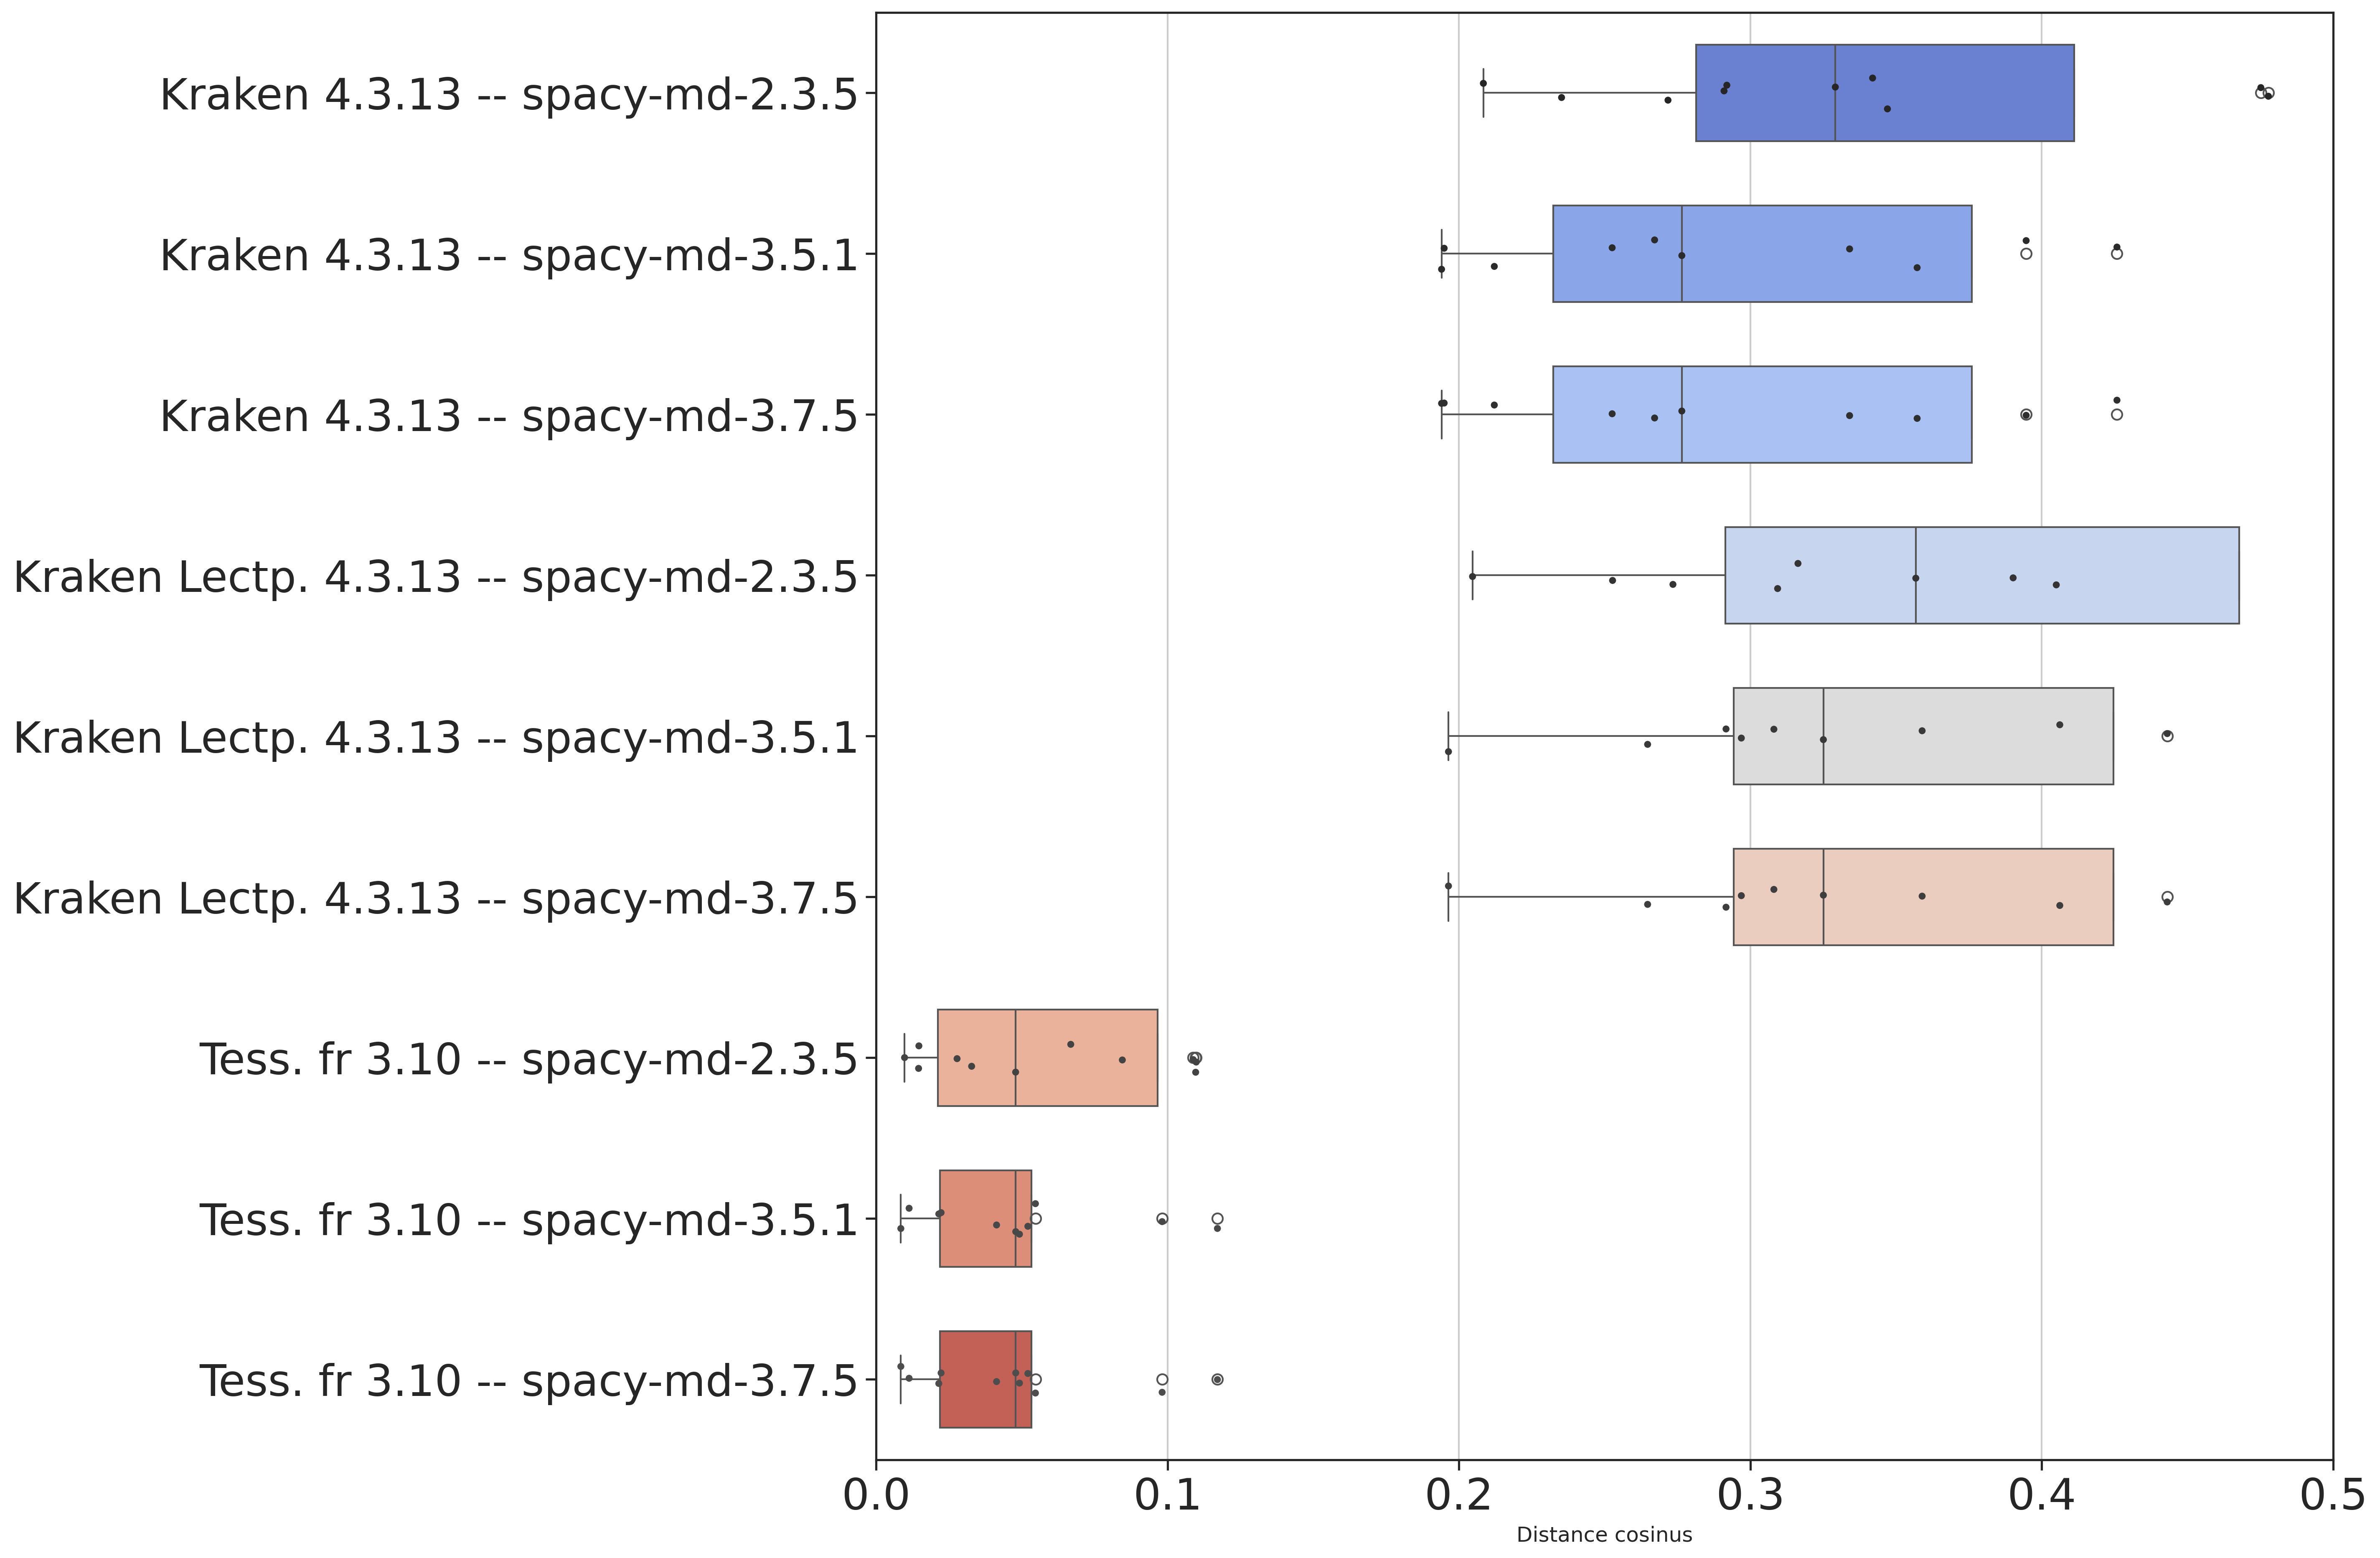 Kraken 4.3.13 -- spacy-md-2.3.5
Kraken 4.3.13 -- spacy-md-3.5.1
Kraken 4.3.13 -- spacy-md-3.7.5
Kraken Lectp. 4.3.13 -- spacy-md-2.3.5
Kraken Lectp. 4.3.13 -- spacy-md-3.5.1
Kraken Lectp. 4.3.13 -- spacy-md-3.7.5
Tess. fr 3.10 -- spacy-md-2.3.5
Tess. fr 3.10 -- spacy-md-3.5.1
Tess. fr 3.10 -- spacy-md-3.7.5
0.0 0.1 0.2 0.3 0.4 0.5
Distance cosinus